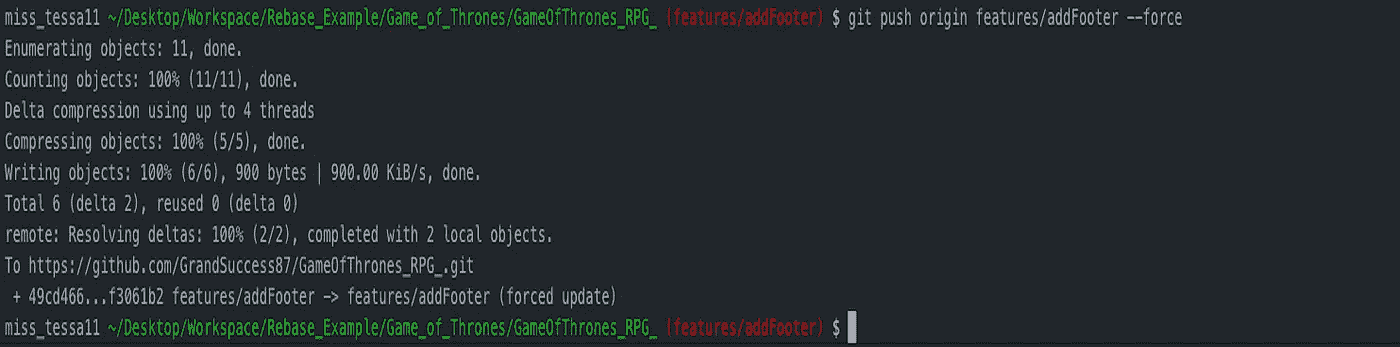 miss_tessa11 ~/Desktop/Workspace/Rebase_Example/Game_of_Thrones/GameOfThrones_RPG_ (features/addFooter) $ git push origin features/addFooter --force
Enumerating objects: 11, done.
Counting objects: 100% (11/11), done.
Delta compression using up to 4 threads
Compressing objects: 100% (5/5), done.
Writing objects: 100% (6/6), 900 bytes | 900.00 KiB/s, done.
Total 6 (delta 2), reused 0 (delta 0)
remote: Resolving deltas: 100% (2/2), completed with 2 local objects.
To https://github.com/GrandSuccess87/GameOfThrones_RPG_.git
 + 49cd466...f3061b2 features/addFooter -> features/addFooter (forced update)
miss_tessa11 ~/Desktop/Workspace/Rebase_Example/Game_of_Thrones/GameOfThrones_RPG_ (features/addFooter) $